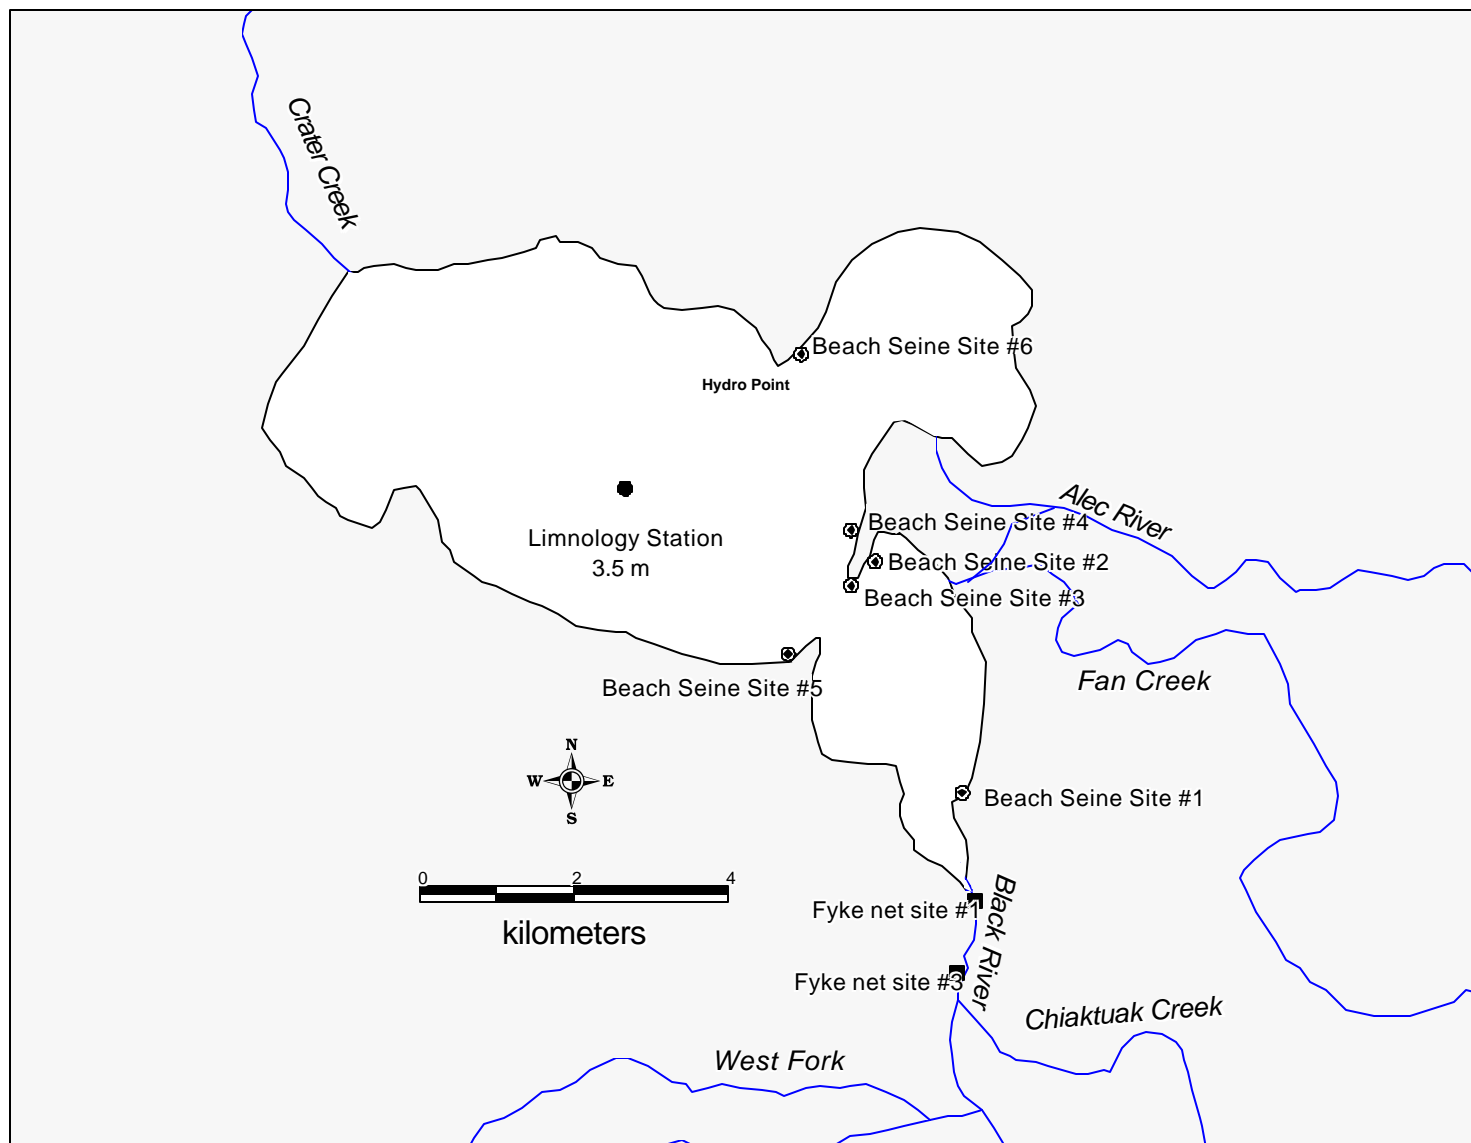 Crater Creek
Beach Seine Site #6
Hydro Point
Alec River
Beach Seine Site #4
Limnology Station
3.5 m
Beach Seine Site #2
Beach Seine Site #3
Fan Creek
Beach Seine Site #5
N
W E
S
Beach Seine Site #1
0 2 4
kilometers
Black River
Fyke net site #1
Fyke net site #3
Chiaktuak Creek
West Fork